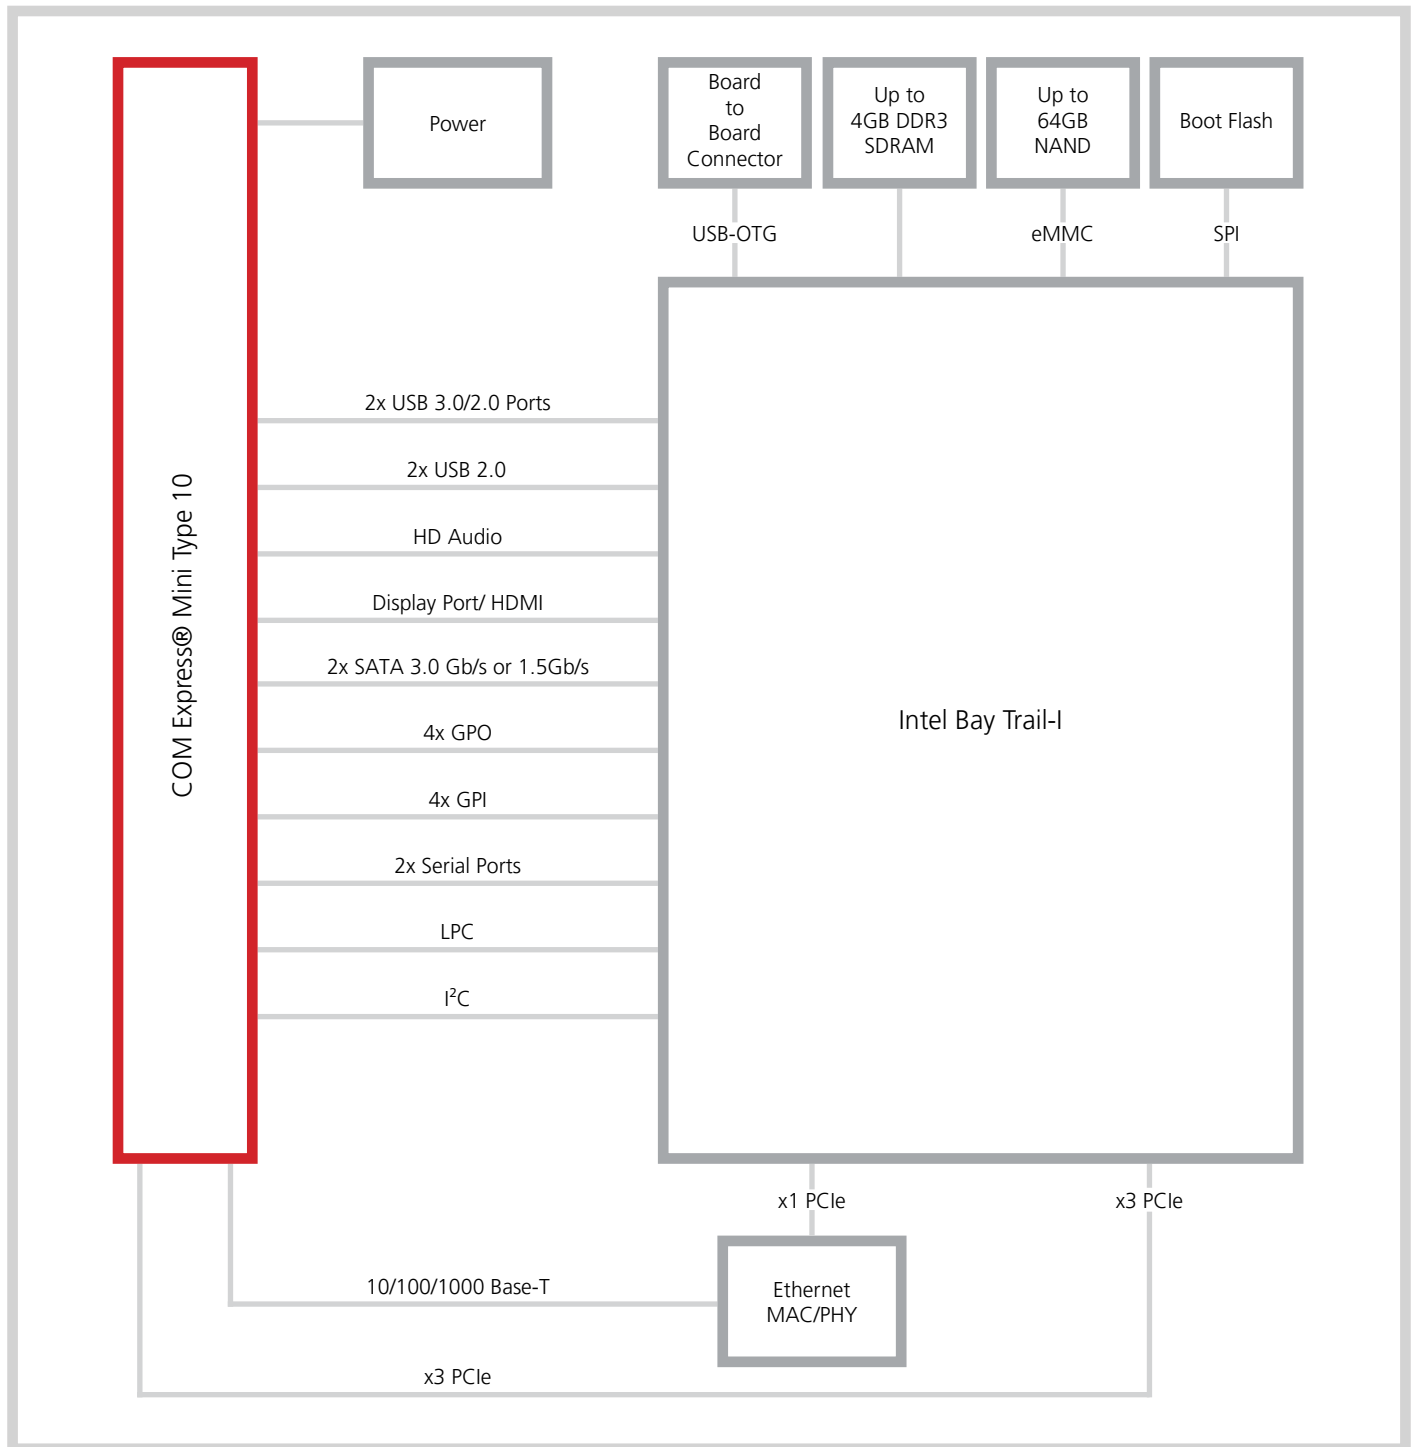 Power
Board
to
Board
Connector
Up to
4GB DDR3
SDRAM
Up to
64GB
NAND
Boot Flash
USB-OTG
eMMC
SPI
COM Express® Mini Type 10
2x USB 3.0/2.0 Ports
2x USB 2.0
HD Audio
Display Port/ HDMI
2x SATA 3.0 Gb/s or 1.5Gb/s
4x GPO
4x GPI
2x Serial Ports
LPC
I²C
Intel Bay Trail-I
x1 PCIe
x3 PCIe
10/100/1000 Base-T
Ethernet
MAC/PHY
x3 PCIe